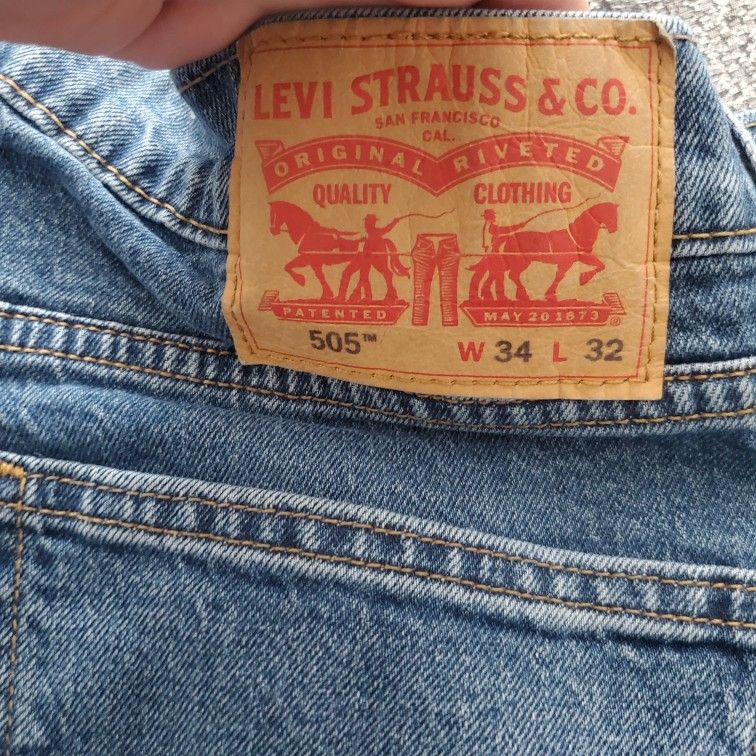 LEVI STRAUSS & CO.
SAN FRANCISCO
CAL.
ORIGINAL RIVETED
QUALITY CLOTHING
PATENTED MAY 20 1873 ®
505™ W 34 L 32